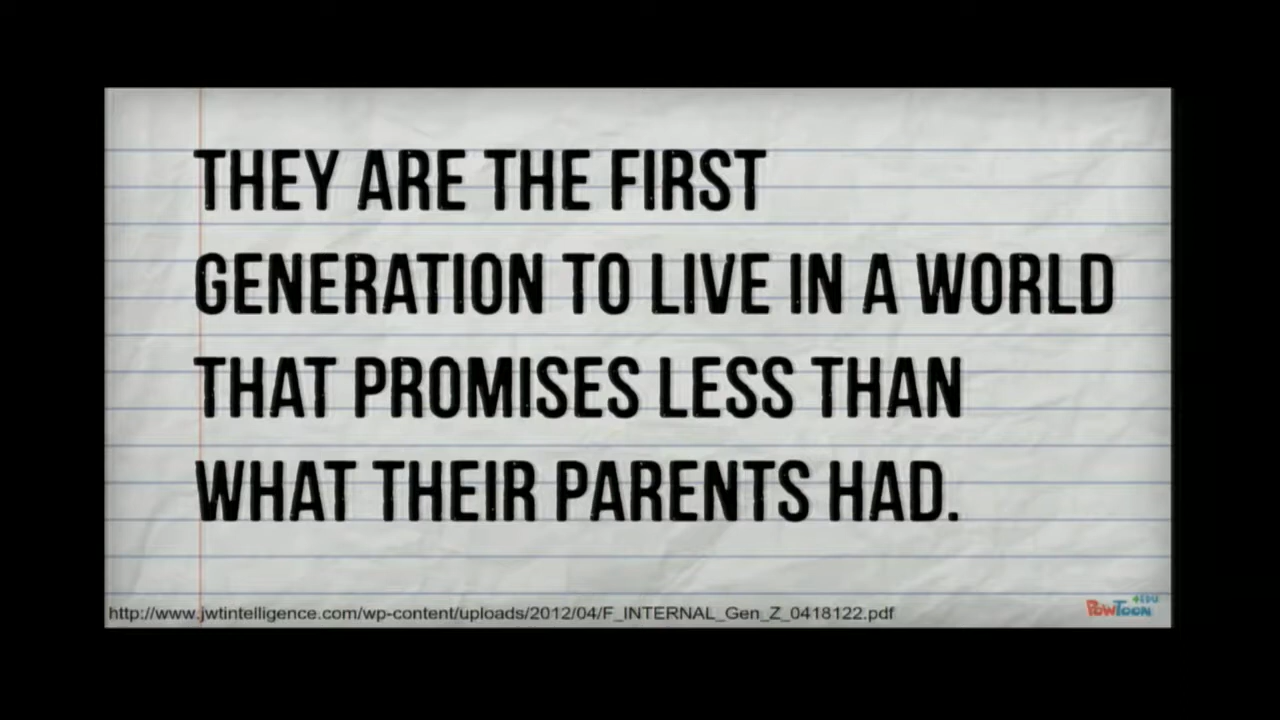 THEY ARE THE FIRST
GENERATION TO LIVE IN A WORLD
THAT PROMISES LESS THAN
WHAT THEIR PARENTS HAD.
http://www.jwtintelligence.com/wp-content/uploads/2012/04/F_INTERNAL_Gen_Z_0418122.pdf
4EDU
POWTOON